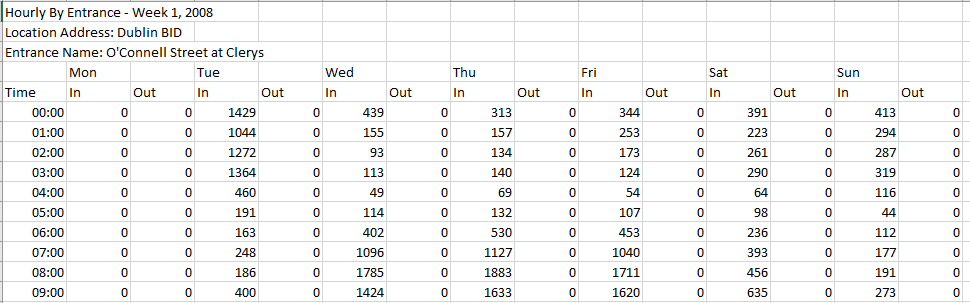 Hourly By Entrance - Week 1, 2008
Location Address: Dublin BID
Entrance Name: O'Connell Street at Clerys
Mon Tue Wed Thu Fri Sat Sun
Time In Out In Out In Out In Out In Out In Out In Out
00:00 0 0 1429 0 439 0 313 0 344 0 391 0 413 0
01:00 0 0 1044 0 155 0 157 0 253 0 223 0 294 0
02:00 0 0 1272 0 93 0 134 0 173 0 261 0 287 0
03:00 0 0 1364 0 113 0 140 0 124 0 290 0 319 0
04:00 0 0 460 0 49 0 69 0 54 0 64 0 116 0
05:00 0 0 191 0 114 0 132 0 107 0 98 0 44 0
06:00 0 0 163 0 402 0 530 0 453 0 236 0 112 0
07:00 0 0 248 0 1096 0 1127 0 1040 0 393 0 177 0
08:00 0 0 186 0 1785 0 1883 0 1711 0 456 0 191 0
09:00 0 0 400 0 1424 0 1633 0 1620 0 635 0 273 0